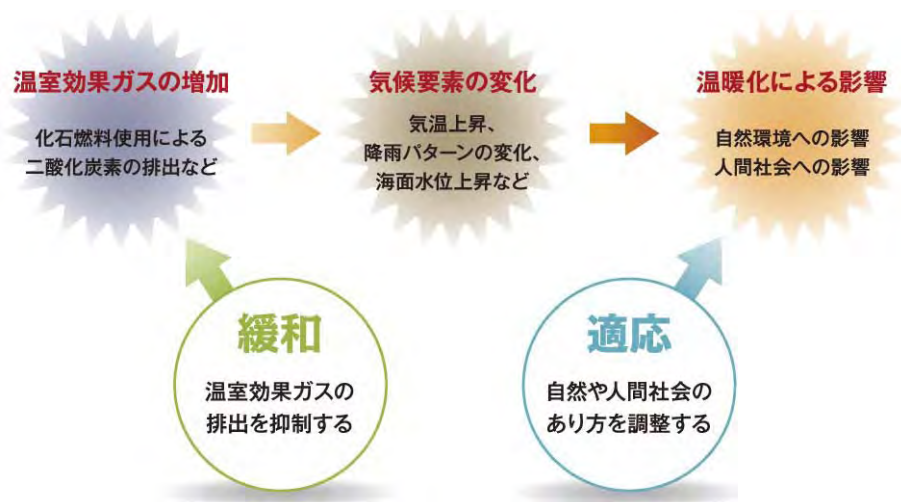 温室効果ガスの増加
化石燃料使用による
二酸化炭素の排出など
気候要素の変化
気温上昇、
降雨パターンの変化、
海面水位上昇など
温暖化による影響
自然環境への影響
人間社会への影響
緩和
温室効果ガスの
排出を抑制する
適応
自然や人間社会の
あり方を調整する